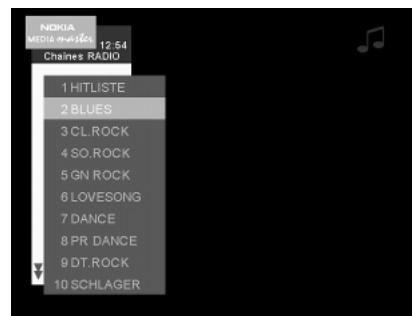 NOKIA
MEDIA master
12:54
Chaines RADIO
1 HITLISTE
2 BLUES
3 CL.ROCK
4 SO.ROCK
5 GN ROCK
6 LOVESONG
7 DANCE
8 PR DANCE
9 DT.ROCK
10 SCHLAGER